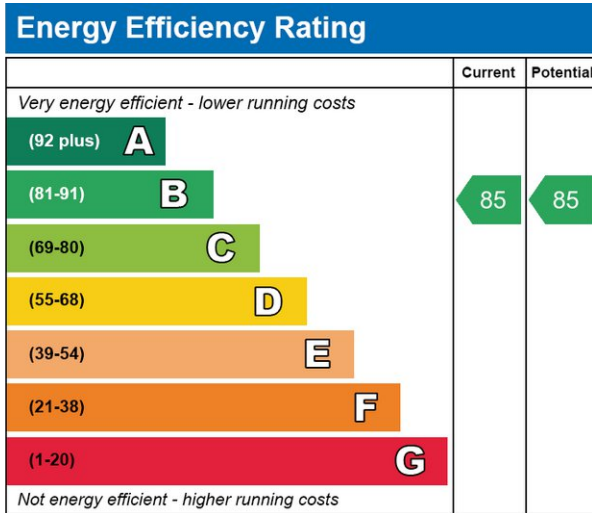 Energy Efficiency Rating
Current Potential
Very energy efficient - lower running costs
(92 plus) A
(81-91) B 85 85
(69-80) C
(55-68) D
(39-54) E
(21-38) F
(1-20) G
Not energy efficient - higher running costs